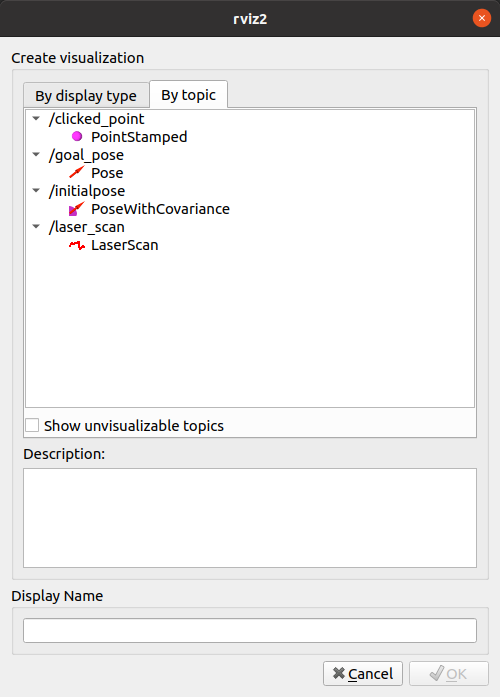 rviz2
Create visualization
By display type
By topic
/clicked_point
PointStamped
/goal_pose
Pose
/initialpose
PoseWithCovariance
/laser_scan
LaserScan
Show unvisualizable topics
Description:
Display Name
Cancel
OK